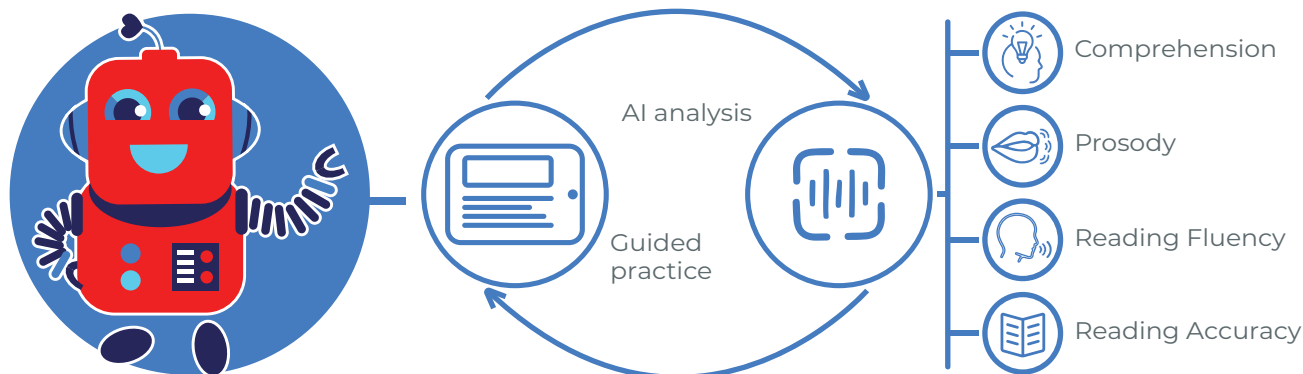 AI analysis
Guided
practice
Comprehension
Prosody
Reading Fluency
Reading Accuracy